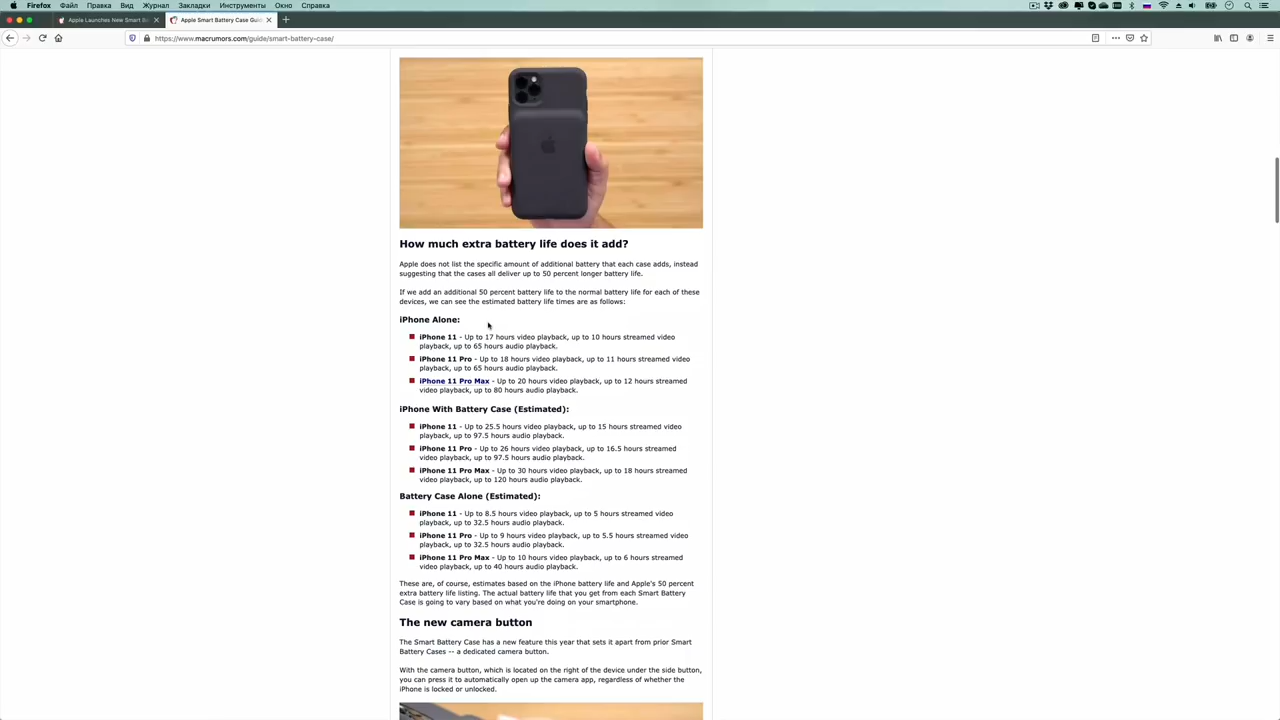 Firefox Файл Правка Вид Журнал Закладки Инструменты Окно Справка
Apple Launches New Smart B
Apple Smart Battery Case Guid
https://www.macrumors.com/guide/smart-battery-case/
How much extra battery life does it add?
Apple does not list the specific amount of additional battery that each case adds, instead
suggesting that the cases all deliver up to 50 percent longer battery life.
If we add an additional 50 percent battery life to the normal battery life for each of these
devices, we can see the estimated battery life times are as follows:
iPhone Alone:
iPhone 11 - Up to 17 hours video playback, up to 10 hours streamed video
playback, up to 65 hours audio playback.
iPhone 11 Pro - Up to 18 hours video playback, up to 11 hours streamed video
playback, up to 65 hours audio playback.
iPhone 11 Pro Max - Up to 20 hours video playback, up to 12 hours streamed
video playback, up to 80 hours audio playback.
iPhone With Battery Case (Estimated):
iPhone 11 - Up to 25.5 hours video playback, up to 15 hours streamed video
playback, up to 97.5 hours audio playback.
iPhone 11 Pro - Up to 26 hours video playback, up to 16.5 hours streamed
video playback, up to 97.5 hours audio playback.
iPhone 11 Pro Max - Up to 30 hours video playback, up to 18 hours streamed
video playback, up to 120 hours audio playback.
Battery Case Alone (Estimated):
iPhone 11 - Up to 8.5 hours video playback, up to 5 hours streamed video
playback, up to 32.5 hours audio playback.
iPhone 11 Pro - Up to 9 hours video playback, up to 5.5 hours streamed video
playback, up to 32.5 hours audio playback.
iPhone 11 Pro Max - Up to 10 hours video playback, up to 6 hours streamed
video playback, up to 40 hours audio playback.
These are, of course, estimates based on the iPhone battery life and Apple's 50 percent
extra battery life listing. The actual battery life that you get from each Smart Battery
Case is going to vary based on what you're doing on your smartphone.
The new camera button
The Smart Battery Case has a new feature this year that sets it apart from prior Smart
Battery Cases -- a dedicated camera button.
With the camera button, which is located on the right of the device under the side button,
you can press it to automatically open up the camera app, regardless of whether the
iPhone is locked or unlocked.